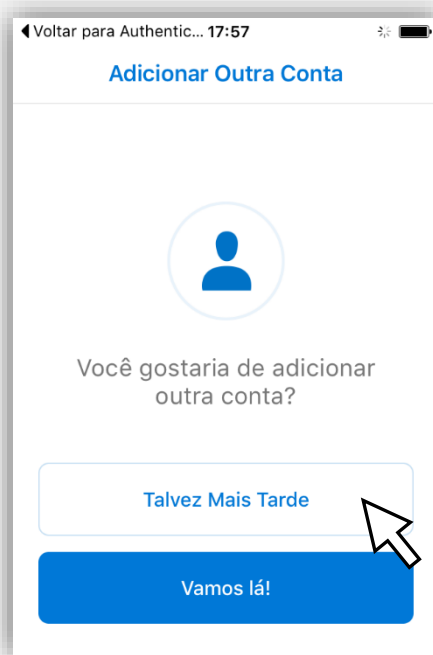 Voltar para Authentic... 17:57
Adicionar Outra Conta
Você gostaria de adicionar
outra conta?
Talvez Mais Tarde
Vamos lá!